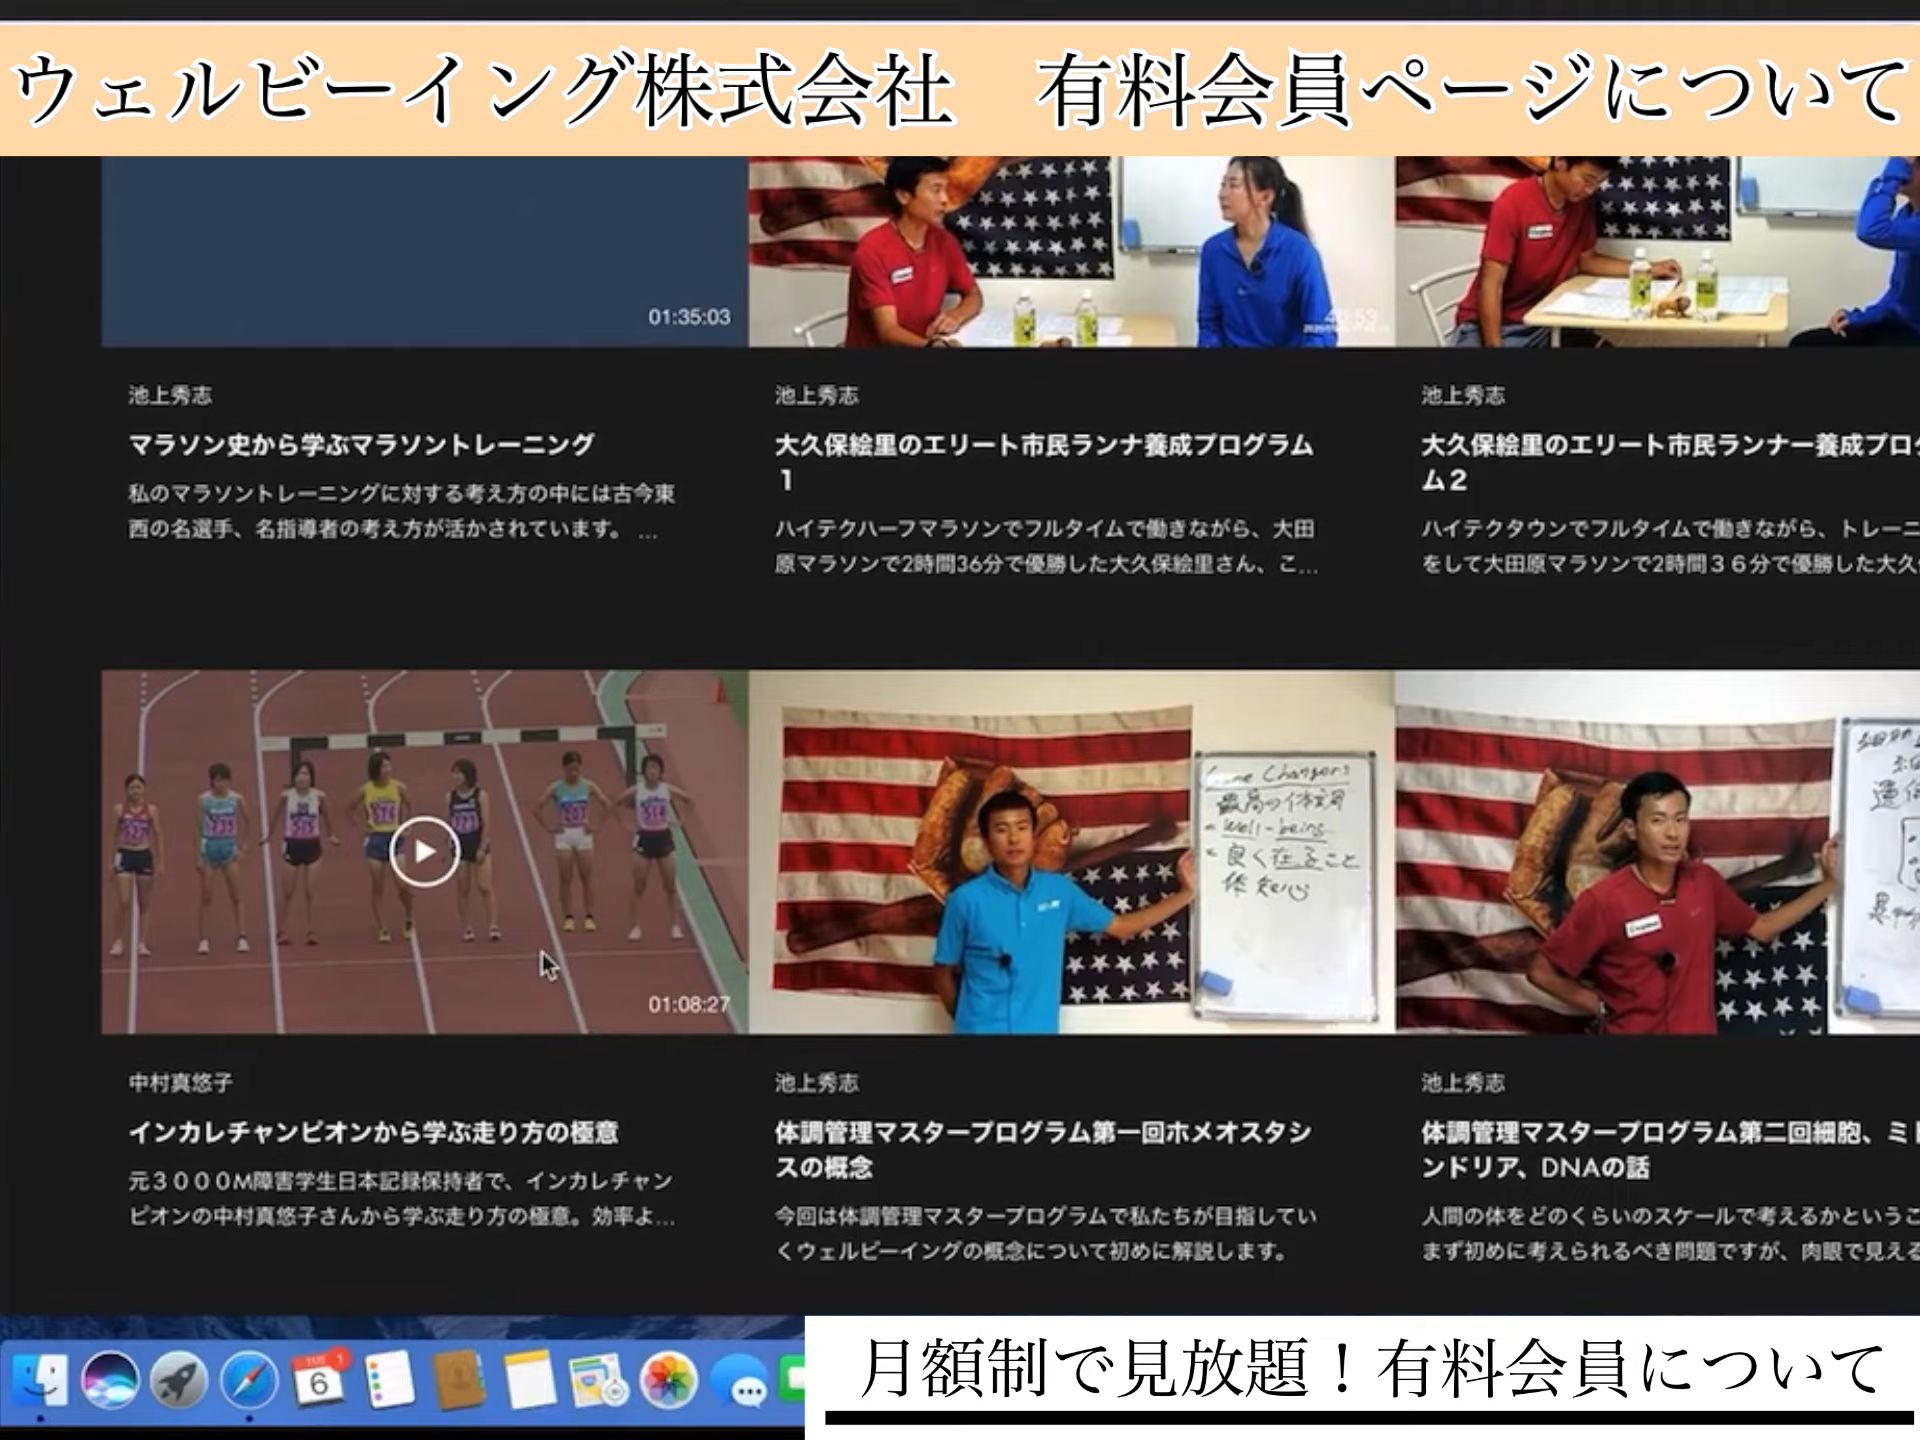 ウェルビーイング株式会社　有料会員ページについて
01:35:03
40:53
池上秀志
マラソン史から学ぶマラソントレーニング
私のマラソントレーニングに対する考え方の中には古今東
西の名選手、名指導者の考え方が活かされています。 …
池上秀志
大久保絵里のエリート市民ランナ養成プログラム
1
ハイテクハーフマラソンでフルタイムで働きながら、大田
原マラソンで2時間36分で優勝した大久保絵里さん、こ…
池上秀志
大久保絵里のエリート市民ランナー養成プログ
ム2
ハイテクタウンでフルタイムで働きながら、トレーニ
をして大田原マラソンで2時間３６分で優勝した大久
01:08:27
Game Changers
最高の体調
- well-being
- 良く在ること
体 心
中村真悠子
インカレチャンピオンから学ぶ走り方の極意
元３０００M障害学生日本記録保持者で、インカレチャン
ピオンの中村真悠子さんから学ぶ走り方の極意。効率よ…
池上秀志
体調管理マスタープログラム第一回ホメオスタシ
スの概念
今回は体調管理マスタープログラムで私たちが目指してい
くウェルビーイングの概念について初めに解説します。
池上秀志
体調管理マスタープログラム第二回細胞、ミト
ンドリア、DNAの話
人間の体をどのくらいのスケールで考えるかというこ
まず初めに考えられるべき問題ですが、肉眼で見える
TUE 1
6
月額制で見放題！有料会員について